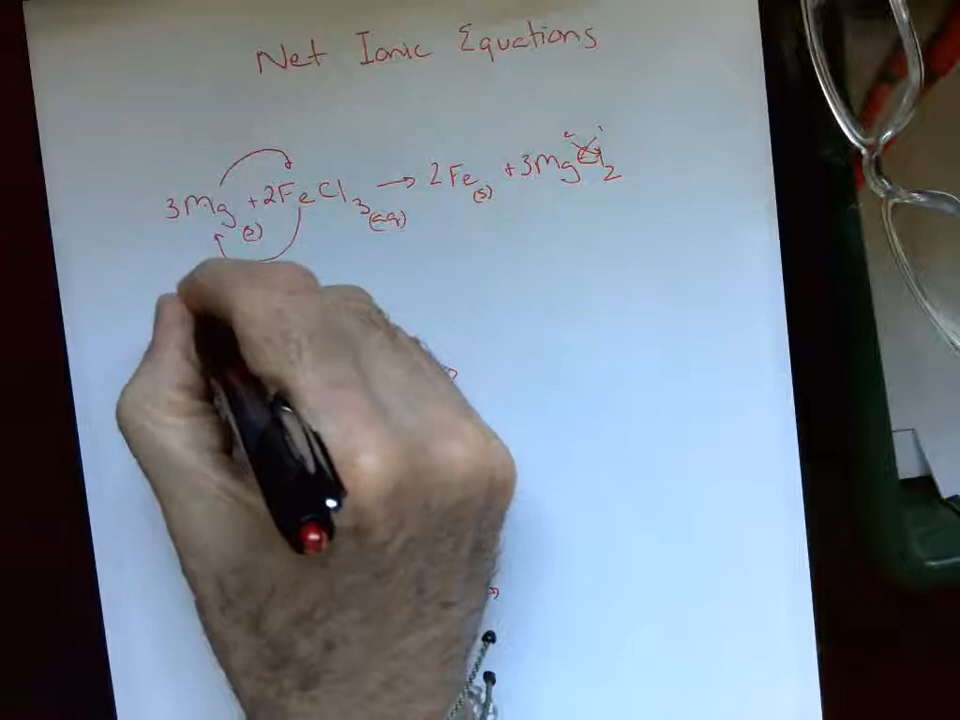 Net Ionic Equations
3Mg(s) + 2FeCl3(aq) → 2Fe(s) + 3MgCl2